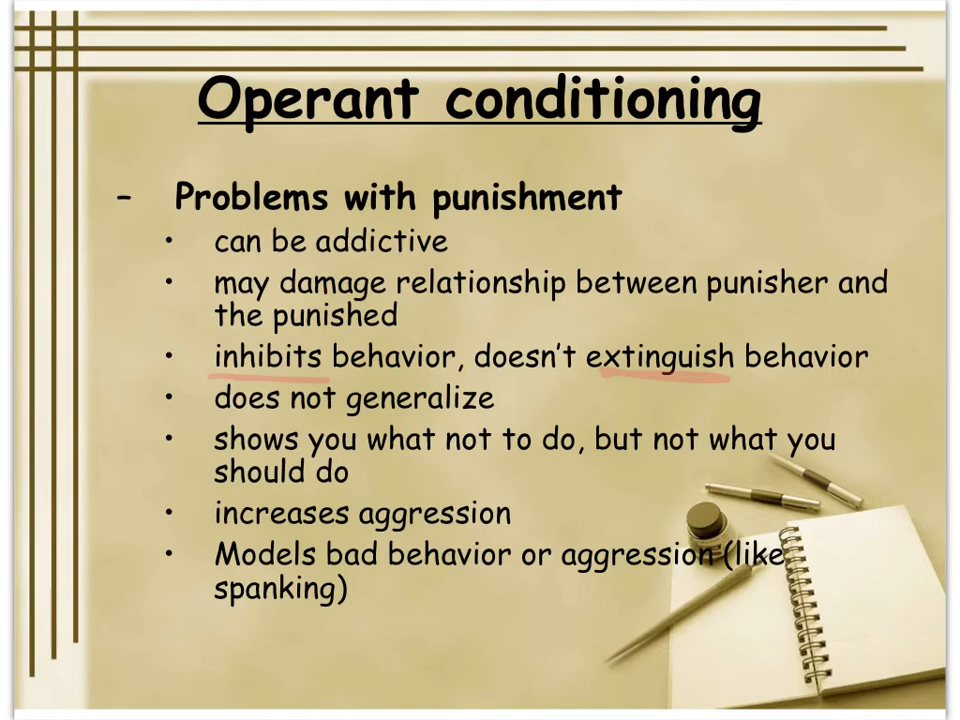 Operant conditioning
– Problems with punishment
• can be addictive
• may damage relationship between punisher and
the punished
• inhibits behavior, doesn't extinguish behavior
• does not generalize
• shows you what not to do, but not what you
should do
• increases aggression
• Models bad behavior or aggression (like
spanking)